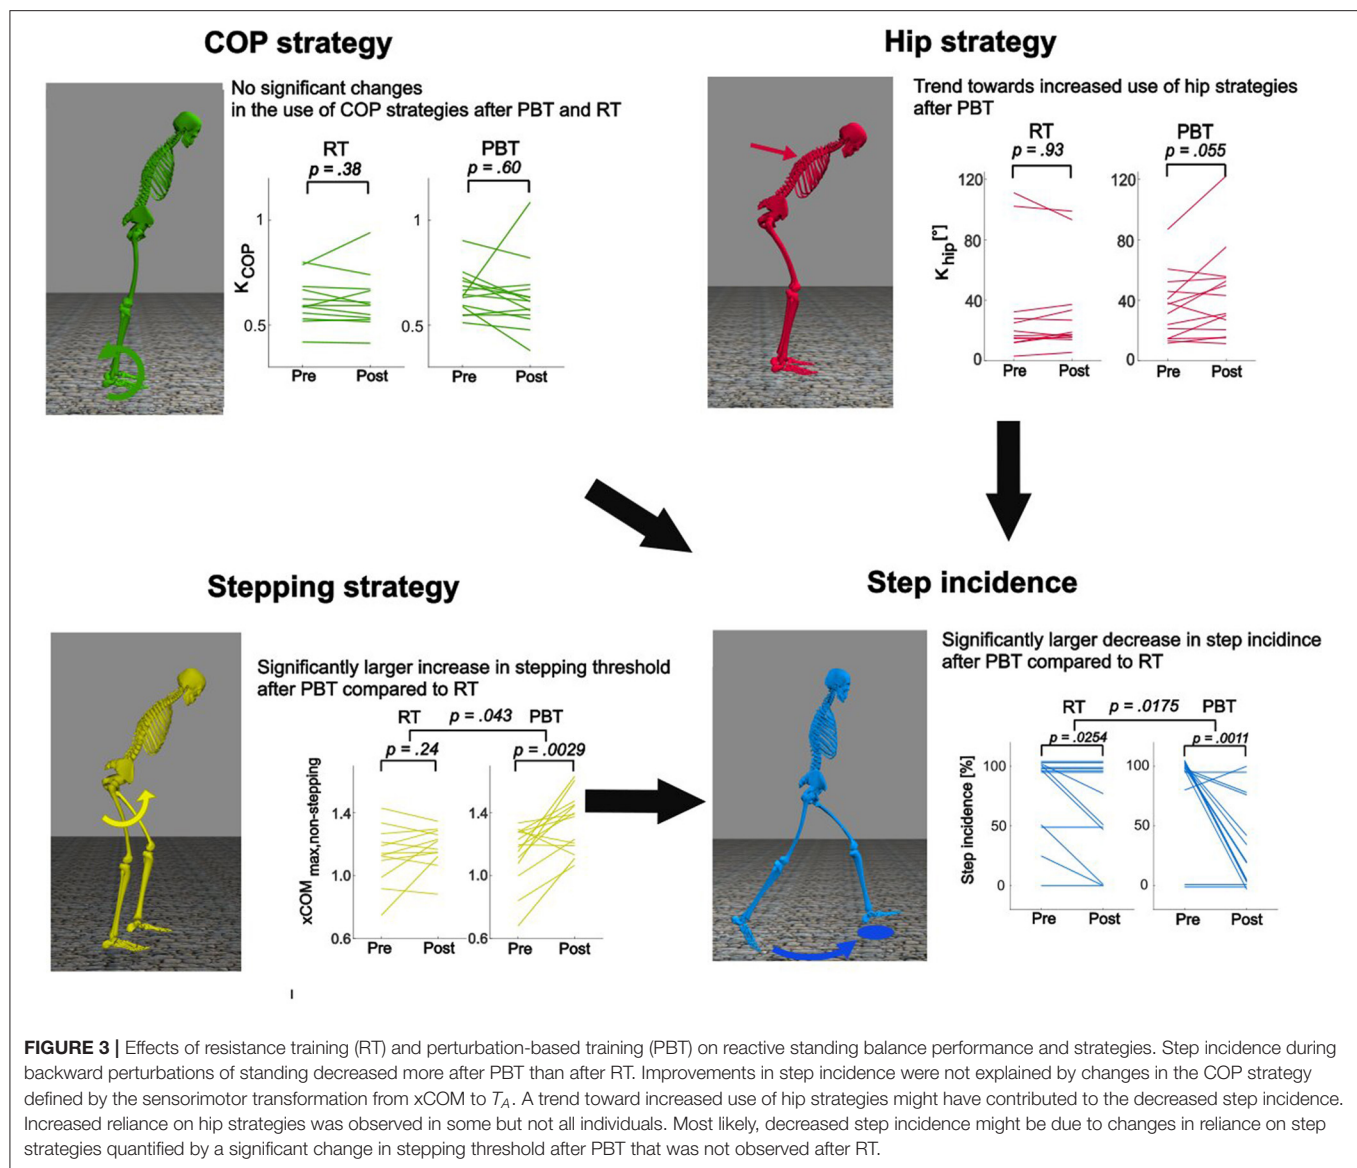 COP strategy
No significant changes
in the use of COP strategies after PBT and RT
RT
p = .38
PBT
p = .60
1
0.5
K_COP
Pre Post
1
0.5
Pre Post
Hip strategy
Trend towards increased use of hip strategies
after PBT
RT
p = .93
PBT
p = .055
120
80
40
0
K_hip[°]
Pre Post
120
80
40
0
Pre Post
Stepping strategy
Significantly larger increase in stepping threshold
after PBT compared to RT
RT p = .043 PBT
p = .24
p = .0029
1.4
1.0
0.6
xCOM_max,non-stepping
Pre Post
1.4
1.0
0.6
Pre Post
Step incidence
Significantly larger decrease in step incidince
after PBT compared to RT
RT p = .0175 PBT
p = .0254
p = .0011
100
50
0
Step incidence [%]
Pre Post
100
50
0
Pre Post
FIGURE 3 | Effects of resistance training (RT) and perturbation-based training (PBT) on reactive standing balance performance and strategies. Step incidence during
backward perturbations of standing decreased more after PBT than after RT. Improvements in step incidence were not explained by changes in the COP strategy
defined by the sensorimotor transformation from xCOM to T_A. A trend toward increased use of hip strategies might have contributed to the decreased step incidence.
Increased reliance on hip strategies was observed in some but not all individuals. Most likely, decreased step incidence might be due to changes in reliance on step
strategies quantified by a significant change in stepping threshold after PBT that was not observed after RT.